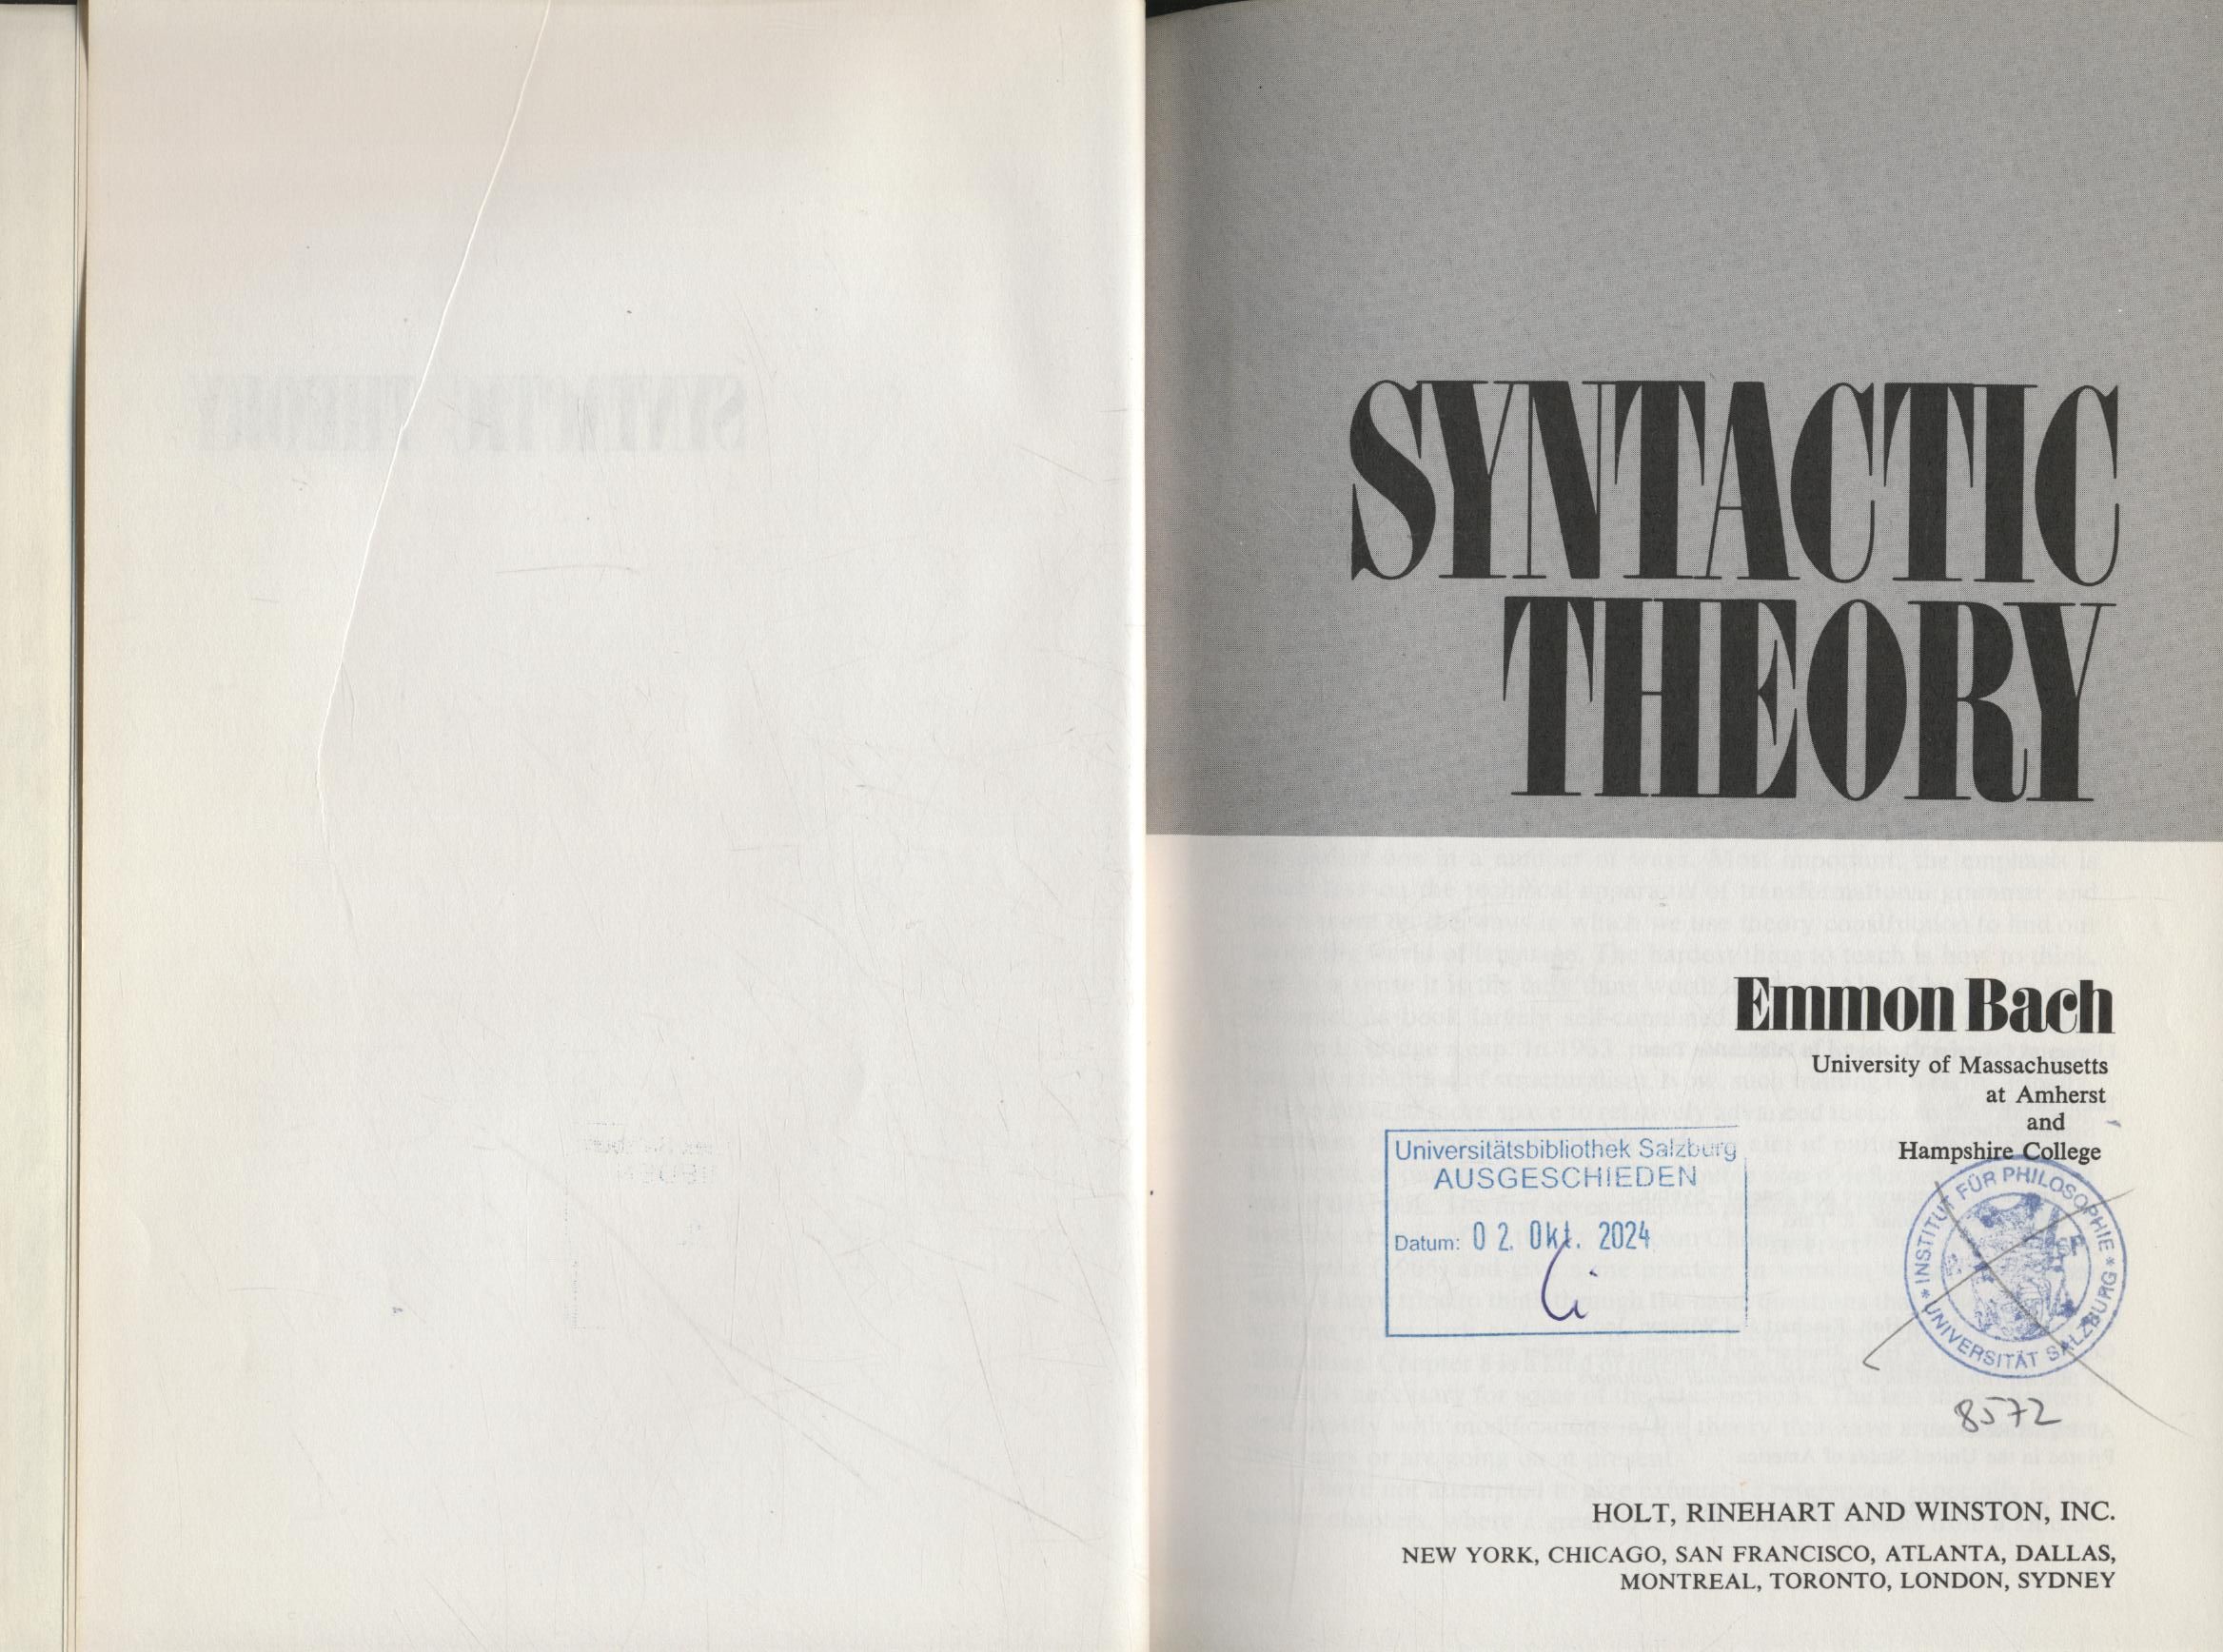 SYNTACTIC
THEORY
Emmon Bach
University of Massachusetts
at Amherst
and
Hampshire College
Universitätsbibliothek Salzburg
AUSGESCHIEDEN
Datum: 02. Okt. 2024
* INSTITUT FÜR PHILOSOPHIE *
UNIVERSITÄT SALZBURG
8572
HOLT, RINEHART AND WINSTON, INC.
NEW YORK, CHICAGO, SAN FRANCISCO, ATLANTA, DALLAS,
MONTREAL, TORONTO, LONDON, SYDNEY